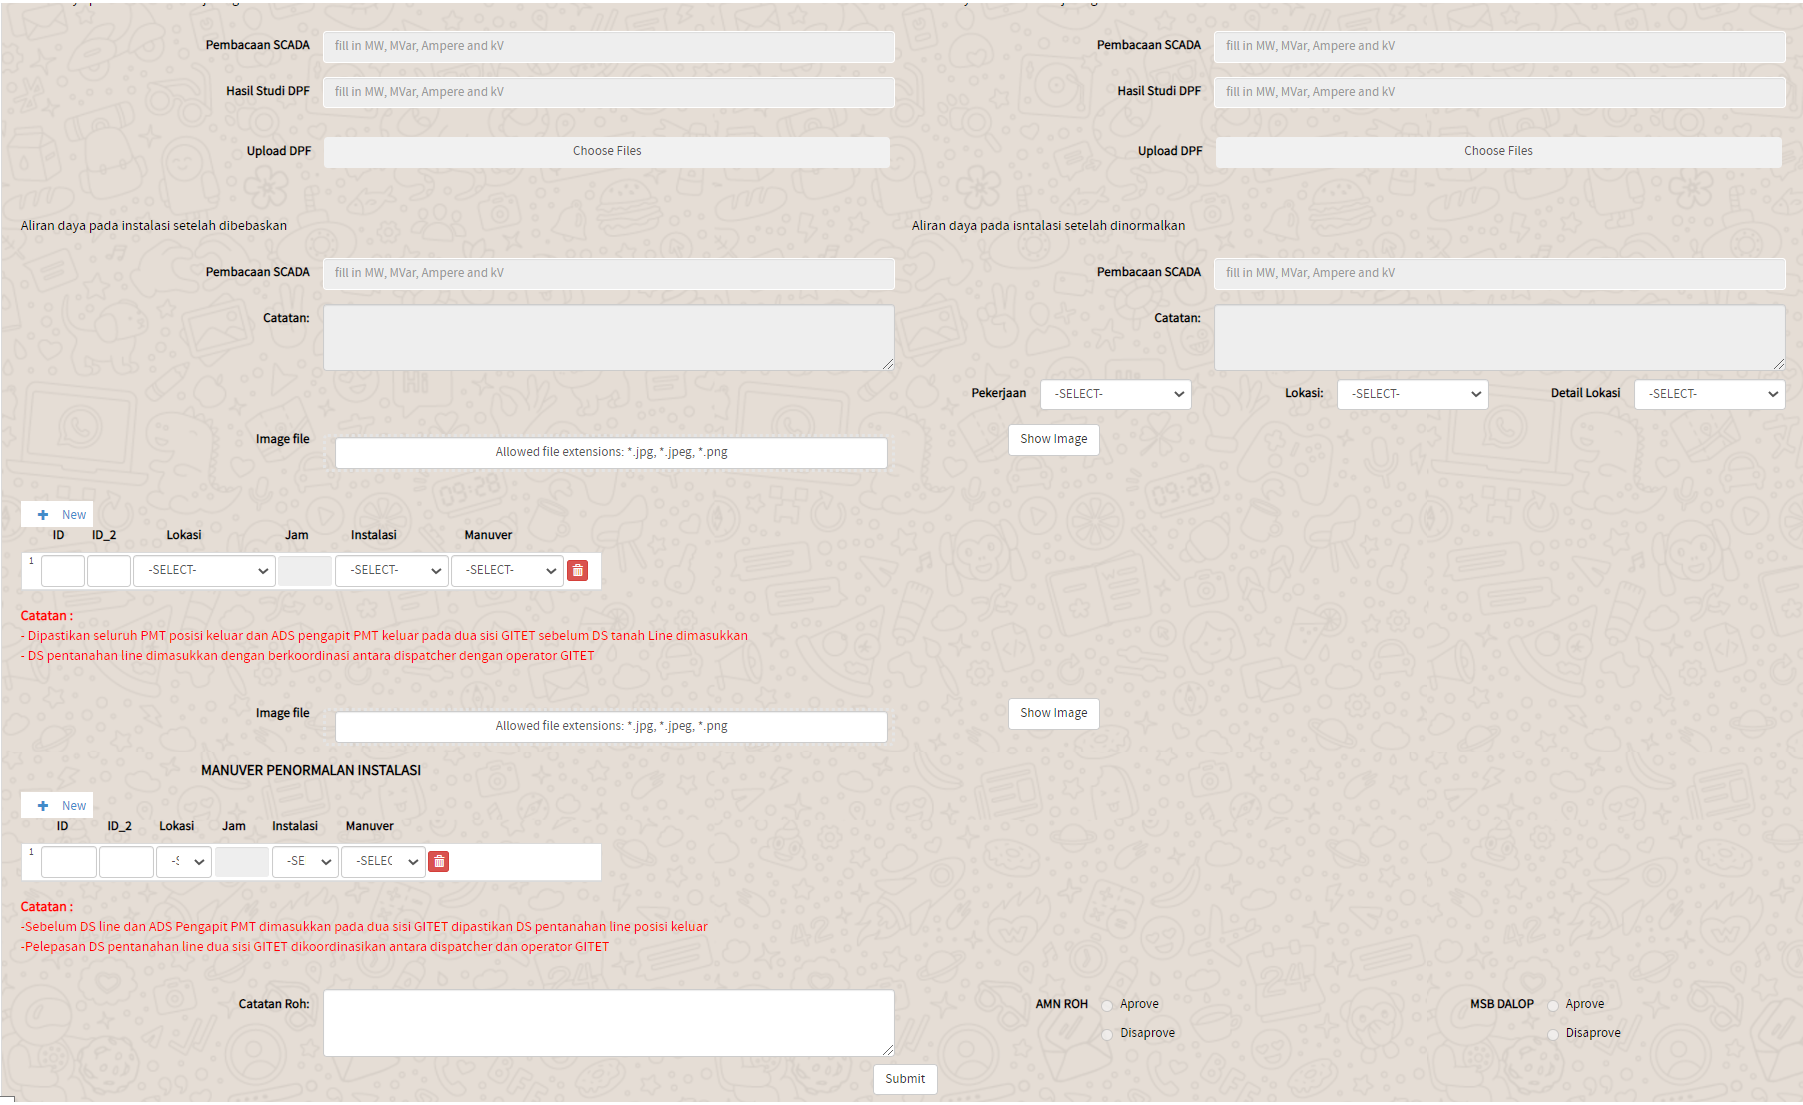 Pembacaan SCADA fill in MW, MVar, Ampere and kV Pembacaan SCADA fill in MW, MVar, Ampere and kV
Hasil Studi DPF fill in MW, MVar, Ampere and kV Hasil Studi DPF fill in MW, MVar, Ampere and kV
Upload DPF Choose Files Upload DPF Choose Files
Aliran daya pada instalasi setelah dibebaskan Aliran daya pada isntalasi setelah dinormalkan
Pembacaan SCADA fill in MW, MVar, Ampere and kV Pembacaan SCADA fill in MW, MVar, Ampere and kV
Catatan: Catatan:
Pekerjaan -SELECT- Lokasi: -SELECT- Detail Lokasi -SELECT-
Image file Allowed file extensions: *.jpg, *.jpeg, *.png Show Image
+ New
ID ID_2 Lokasi Jam Instalasi Manuver
1 -SELECT- -SELECT- -SELECT-
Catatan :
- Dipastikan seluruh PMT posisi keluar dan ADS pengapit PMT keluar pada dua sisi GITET sebelum DS tanah Line dimasukkan
- DS pentanahan line dimasukkan dengan berkoordinasi antara dispatcher dengan operator GITET
Image file Allowed file extensions: *.jpg, *.jpeg, *.png Show Image
MANUVER PENORMALAN INSTALASI
+ New
ID ID_2 Lokasi Jam Instalasi Manuver
1 -S -SE -SELEC
Catatan :
-Sebelum DS line dan ADS Pengapit PMT dimasukkan pada dua sisi GITET dipastikan DS pentanahan line posisi keluar
-Pelepasan DS pentanahan line dua sisi GITET dikoordinasikan antara dispatcher dan operator GITET
Catatan Roh: AMN ROH Aprove MSB DALOP Aprove
Disaprove Disaprove
Submit